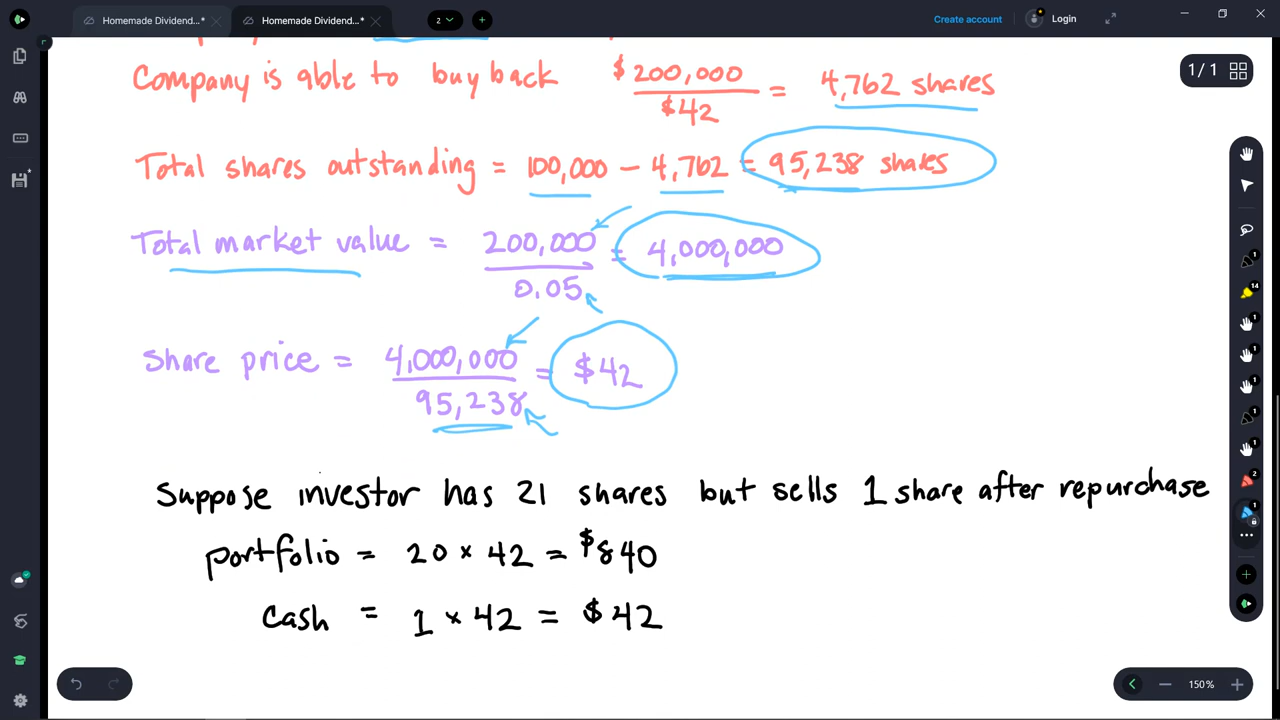 Homemade Dividend...* Homemade Dividend...* 2 Create account Login
1/1
Company is able to buy back $200,000 / $42 = 4,762 shares
Total shares outstanding = 100,000 − 4,762 = 95,238 shares
Total market value = 200,000 / 0.05 = 4,000,000
Share price = 4,000,000 / 95,238 = $42
Suppose investor has 21 shares but sells 1 share after repurchase
portfolio = 20 × 42 = $840
cash = 1 × 42 = $42
150%